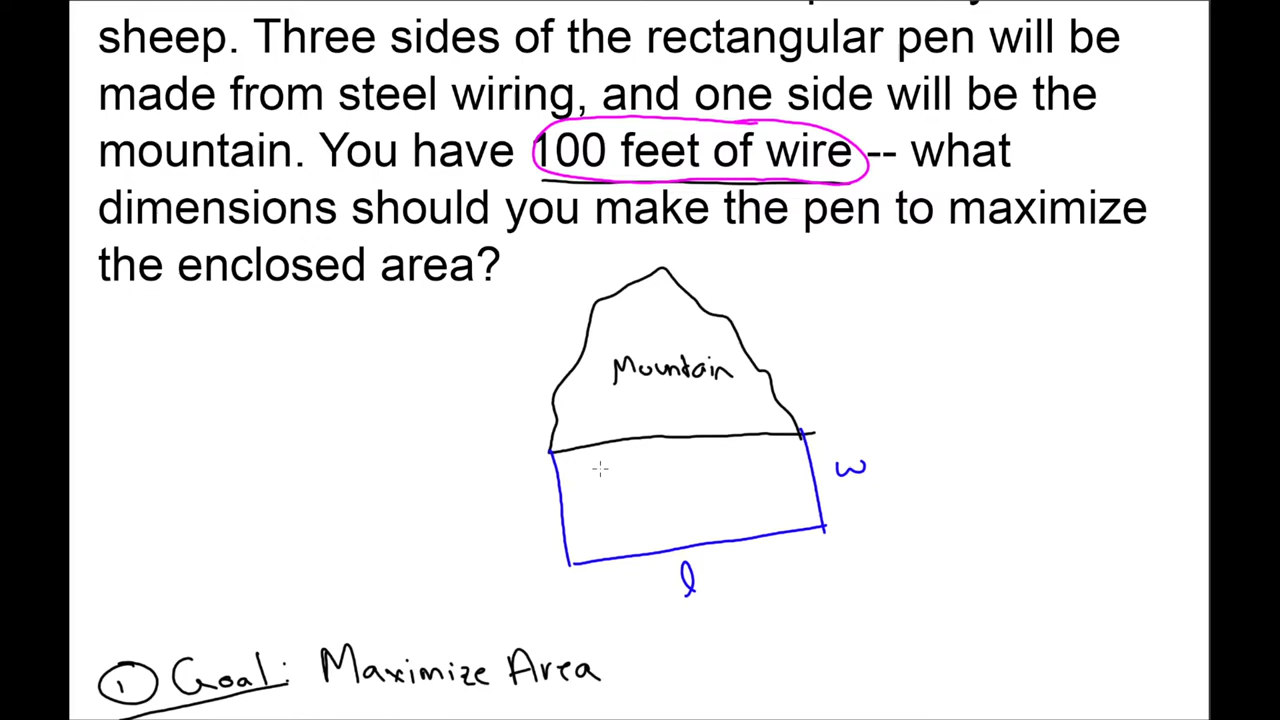 sheep. Three sides of the rectangular pen will be
made from steel wiring, and one side will be the
mountain. You have 100 feet of wire -- what
dimensions should you make the pen to maximize
the enclosed area?
Mountain
w
l
1 Goal: Maximize Area